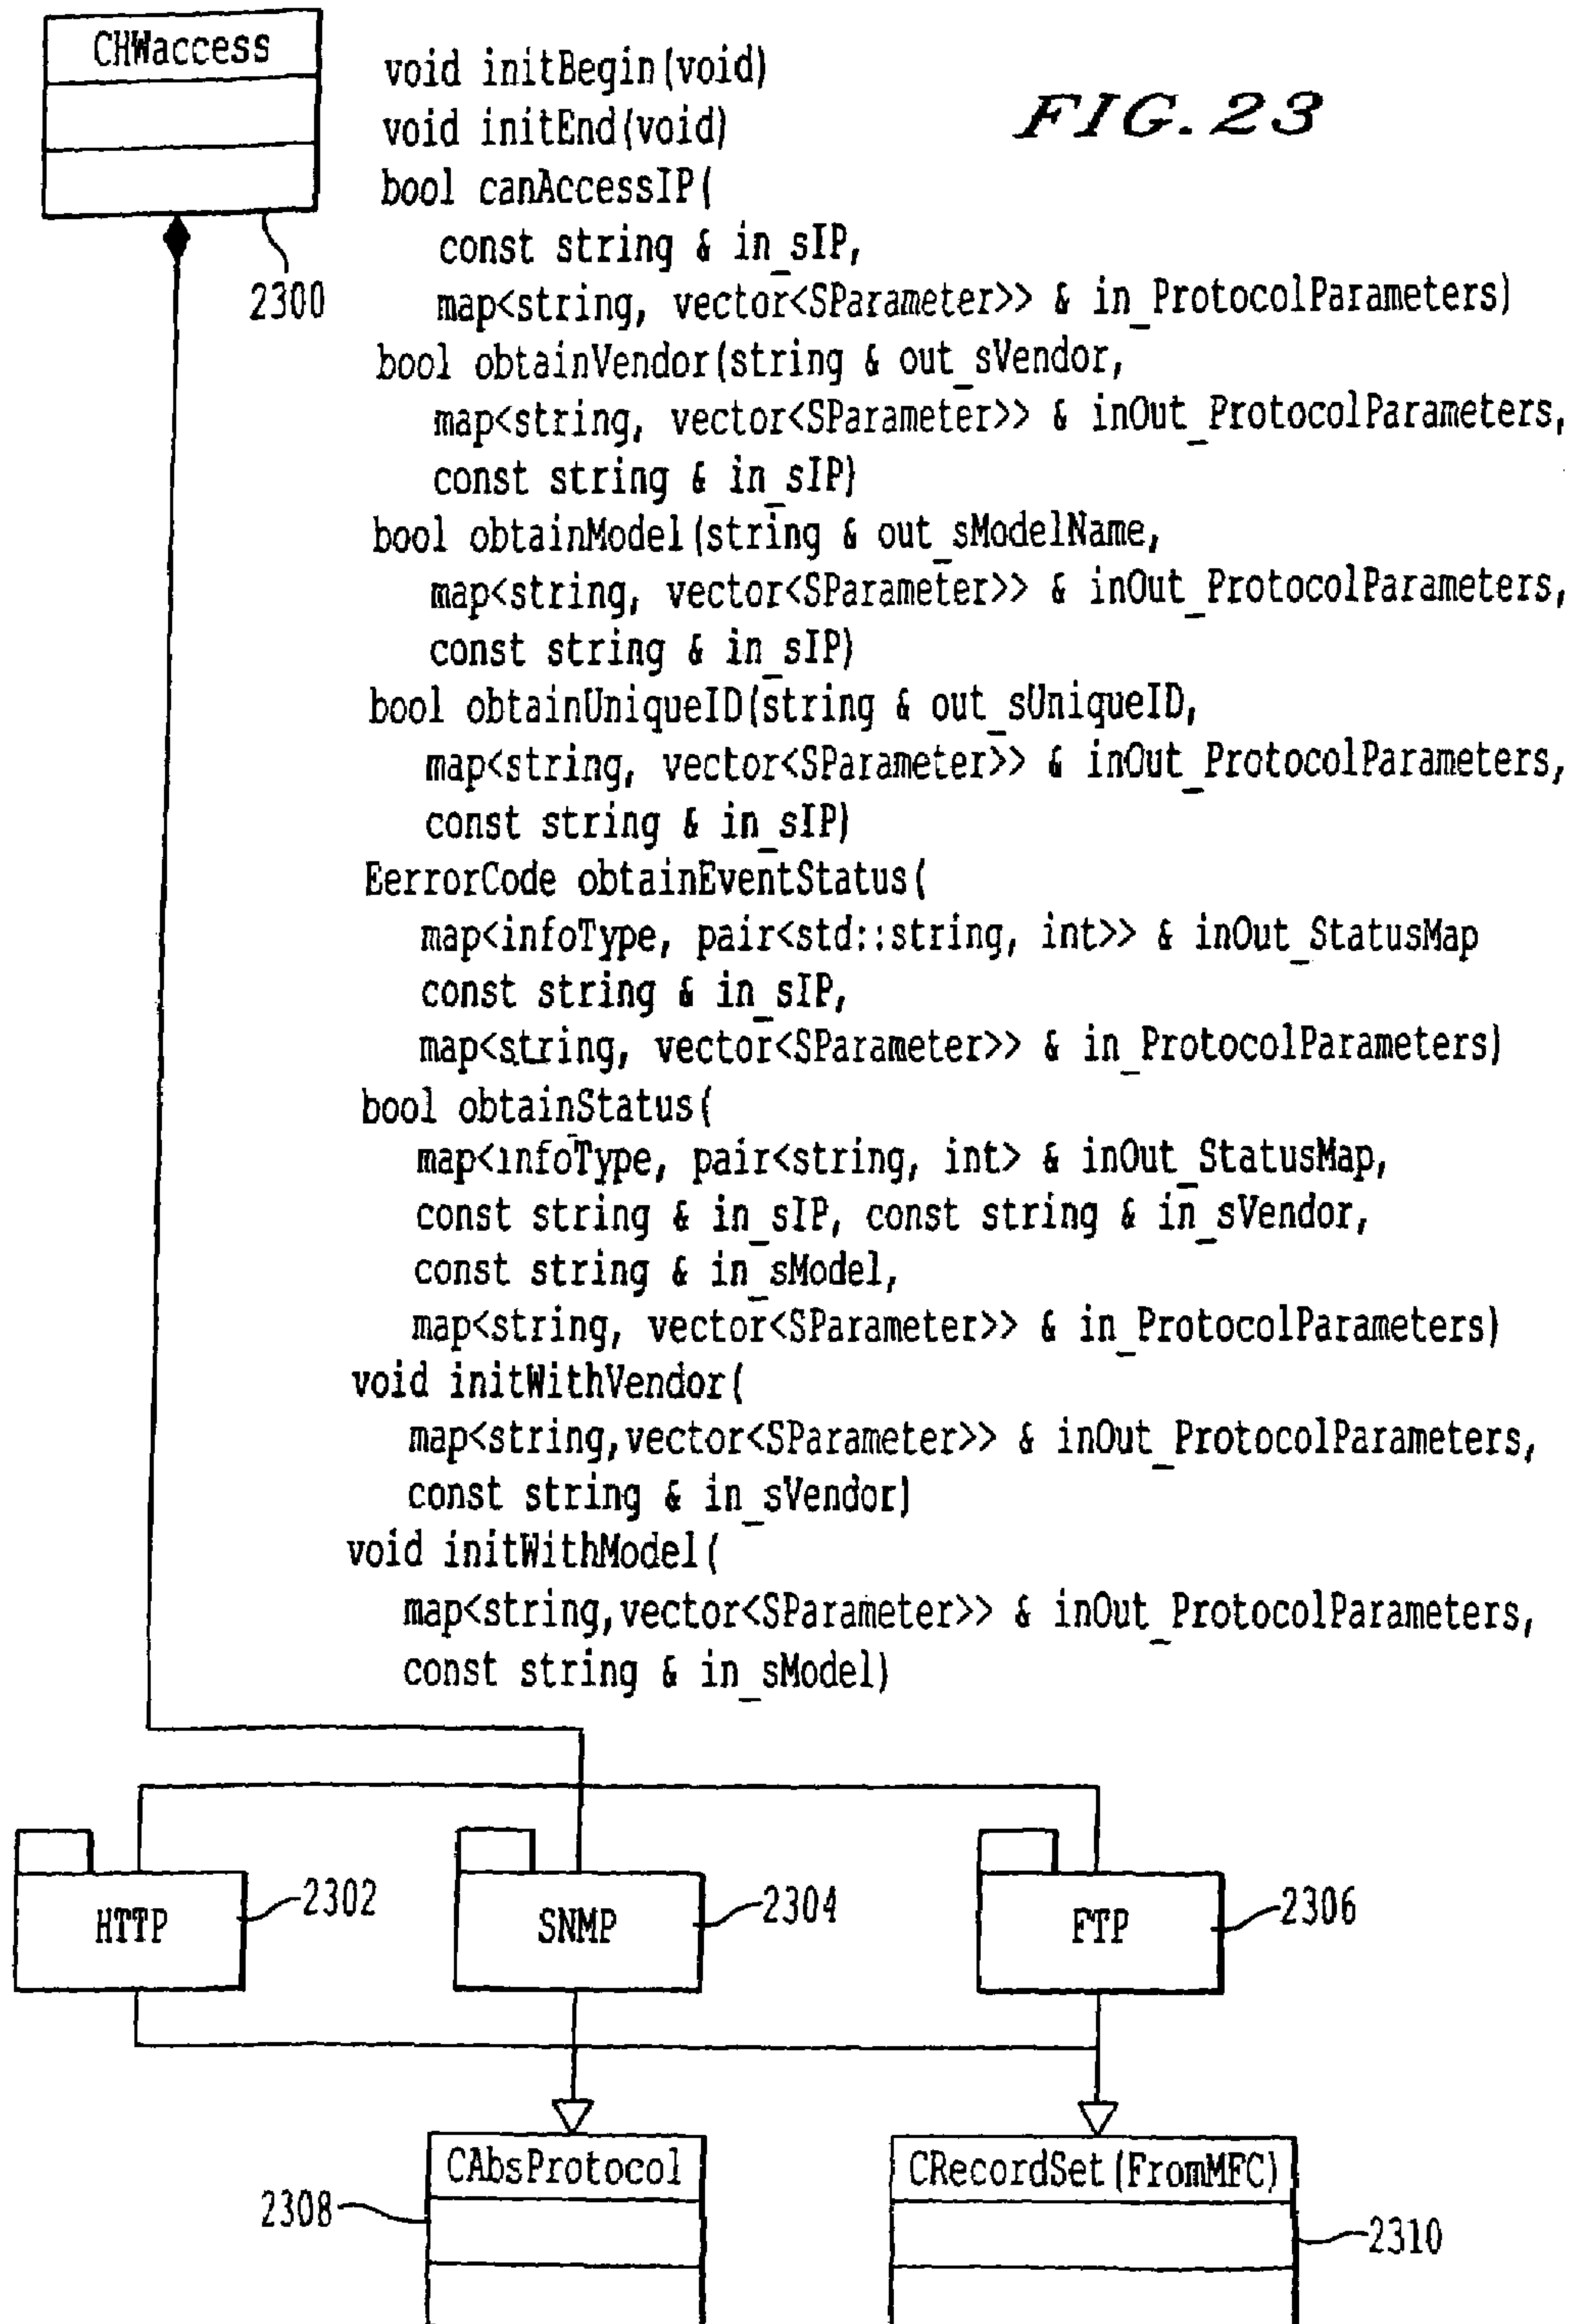 CHWaccess
2300
FIG. 23
void initBegin(void)
void initEnd(void)
bool canAccessIP(
const string & in_sIP,
map<string, vector<SParameter>> & in_ProtocolParameters)
bool obtainVendor(string & out_sVendor,
map<string, vector<SParameter>> & inOut_ProtocolParameters,
const string & in_sIP)
bool obtainModel(string & out_sModelName,
map<string, vector<SParameter>> & inOut_ProtocolParameters,
const string & in_sIP)
bool obtainUniqueID(string & out_sUniqueID,
map<string, vector<SParameter>> & inOut_ProtocolParameters,
const string & in_sIP)
EerrorCode obtainEventStatus(
map<infoType, pair<std::string, int>> & inOut_StatusMap
const string & in_sIP,
map<string, vector<SParameter>> & in_ProtocolParameters)
bool obtainStatus(
map<infoType, pair<string, int> & inOut_StatusMap,
const string & in_sIP, const string & in_sVendor,
const string & in_sModel,
map<string, vector<SParameter>> & in_ProtocolParameters)
void initWithVendor(
map<string,vector<SParameter>> & inOut_ProtocolParameters,
const string & in_sVendor)
void initWithModel(
map<string,vector<SParameter>> & inOut_ProtocolParameters,
const string & in_sModel)
HTTP
2302
SNMP
2304
FTP
2306
CAbsProtocol
2308
CRecordSet(FromMFC)
2310